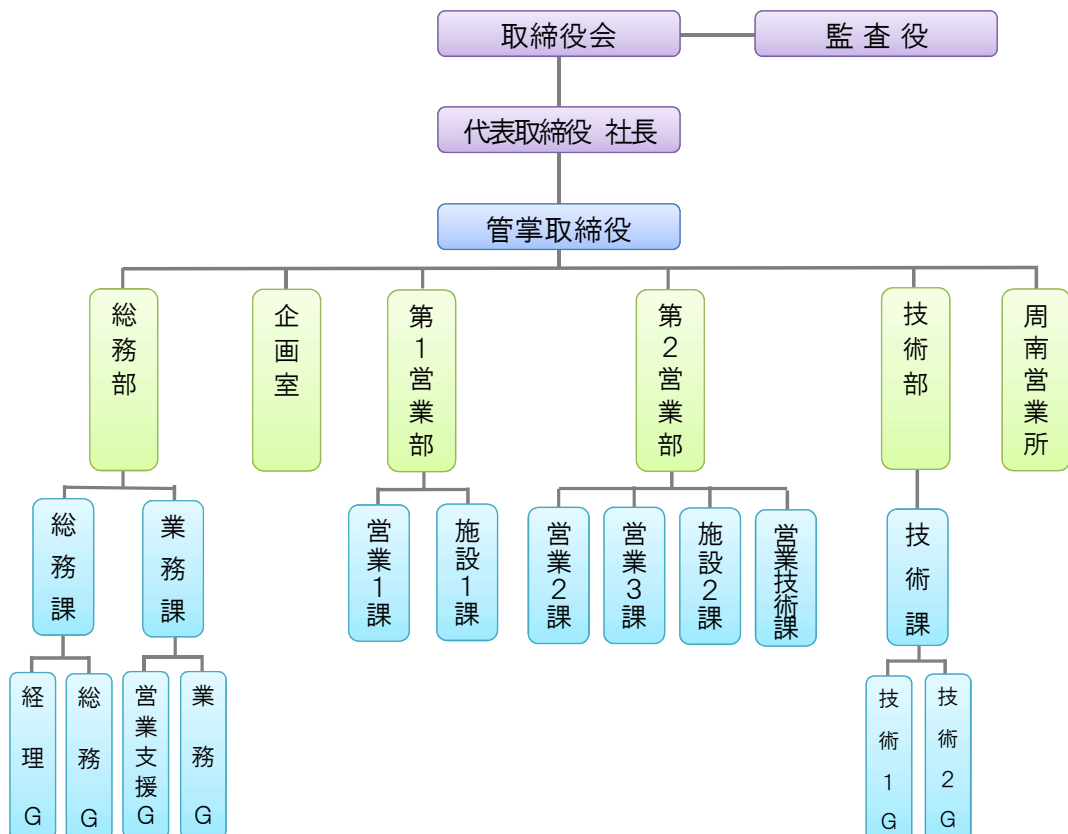 取締役会
監査役
代表取締役 社長
管掌取締役
総務部
企画室
第1営業部
第2営業部
技術部
周南営業所
総務課
業務課
営業1課
施設1課
営業2課
営業3課
施設2課
営業技術課
技術課
経理G
総務G
営業支援G
業務G
技術1G
技術2G